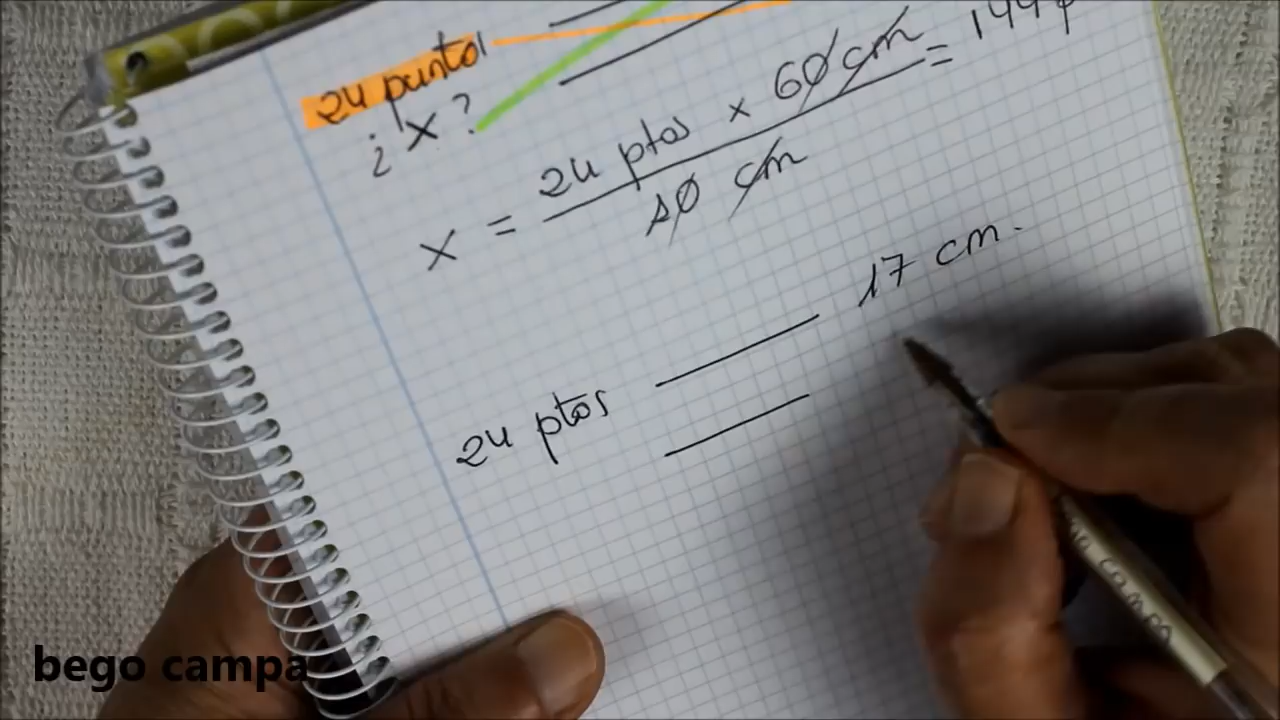 24 puntos
¿x?
x = 24 ptos x 60 cm = 144 p
10 cm
17 cm.
24 ptos
bego campa